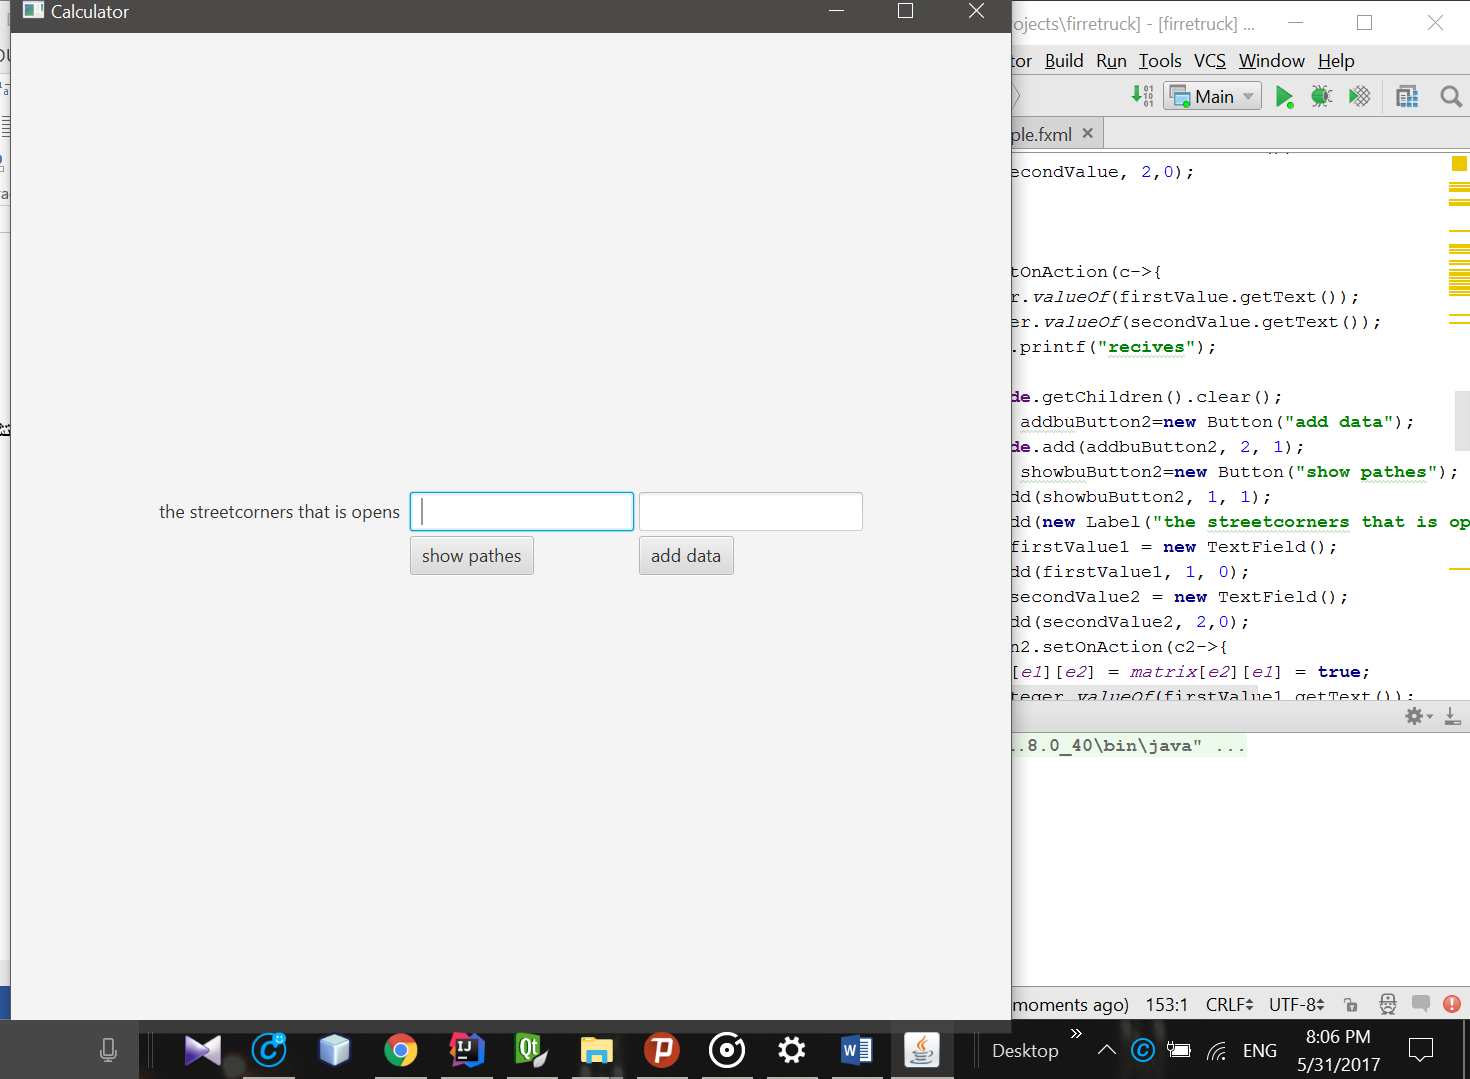 Calculator
the streetcorners that is opens
show pathes
add data
ojects\firretruck] - [firretruck] ...
tor Build Run Tools VCS Window Help
Main
ple.fxml
econdValue, 2,0);
tOnAction(c->{
r.valueOf(firstValue.getText());
er.valueOf(secondValue.getText());
.printf("recives");
de.getChildren().clear();
addbuButton2=new Button("add data");
de.add(addbuButton2, 2, 1);
showbuButton2=new Button("show pathes");
dd(showbuButton2, 1, 1);
dd(new Label("the streetcorners that is op
firstValue1 = new TextField();
dd(firstValue1, 1, 0);
secondValue2 = new TextField();
dd(secondValue2, 2,0);
n2.setOnAction(c2->{
[e1][e2] = matrix[e2][e1] = true;
teger.valueOf(firstValue1.getText());
..8.0_40\bin\java" ...
moments ago) 153:1 CRLF UTF-8
Desktop
ENG
8:06 PM
5/31/2017